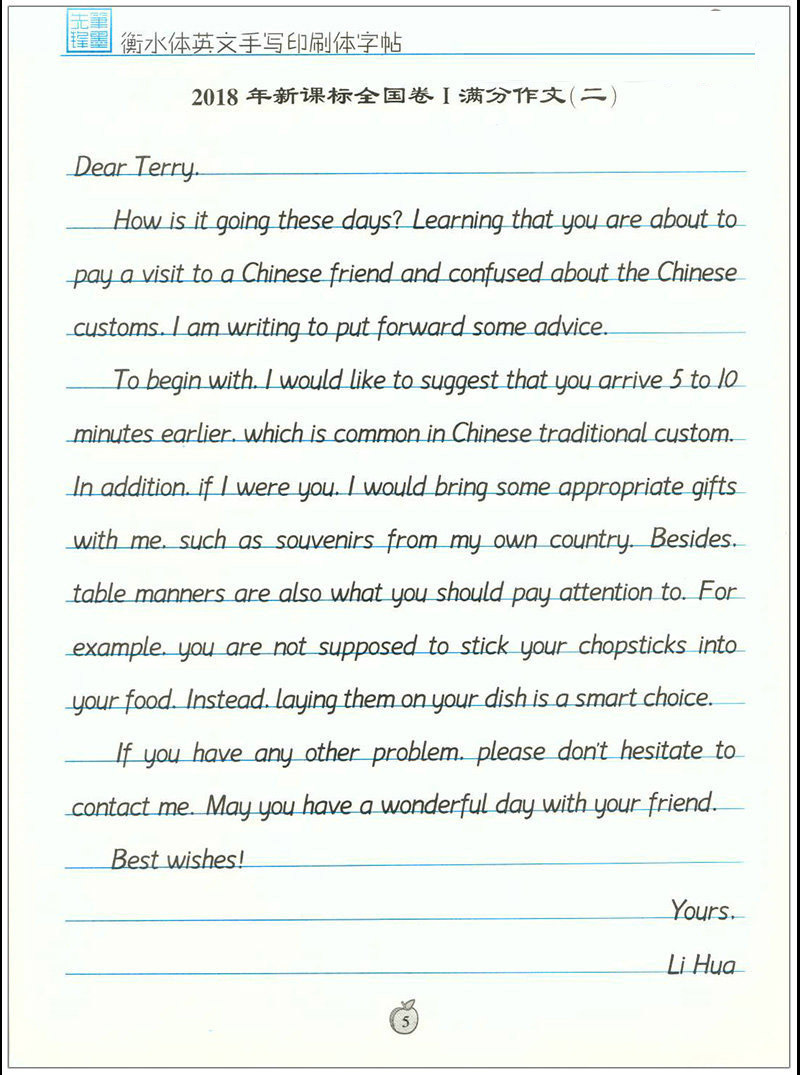 先锋筆墨
衡水体英文手写印刷体字帖
2018 年新课标全国卷 I 满分作文(二)
Dear Terry,
How is it going these days? Learning that you are about to
pay a visit to a Chinese friend and confused about the Chinese
customs, I am writing to put forward some advice.
To begin with, I would like to suggest that you arrive 5 to 10
minutes earlier, which is common in Chinese traditional custom.
In addition, if I were you, I would bring some appropriate gifts
with me, such as souvenirs from my own country. Besides,
table manners are also what you should pay attention to. For
example, you are not supposed to stick your chopsticks into
your food. Instead, laying them on your dish is a smart choice.
If you have any other problem, please don't hesitate to
contact me. May you have a wonderful day with your friend.
Best wishes!
Yours,
Li Hua
5